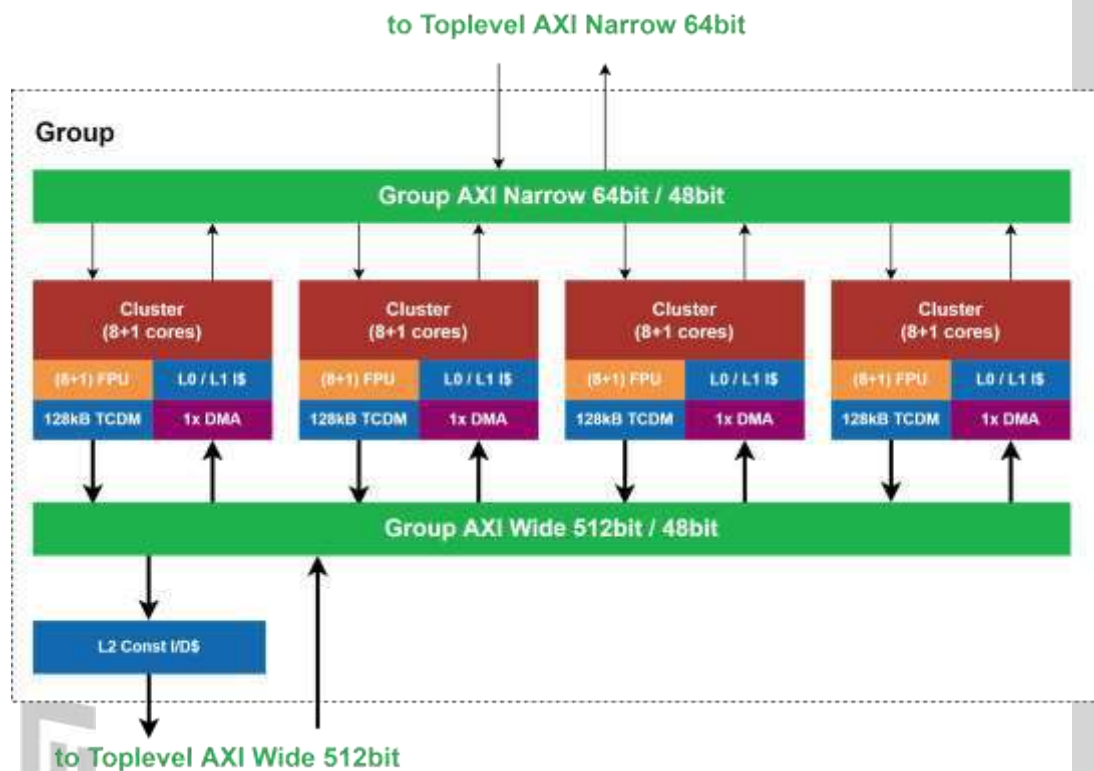 to Toplevel AXI Narrow 64bit
Group
Group AXI Narrow 64bit / 48bit
Cluster
(8+1 cores)
(8+1) FPU
L0 / L1 I$
128kB TCDM
1x DMA
Cluster
(8+1 cores)
(8+1) FPU
L0 / L1 I$
128kB TCDM
1x DMA
Cluster
(8+1 cores)
(8+1) FPU
L0 / L1 I$
128kB TCDM
1x DMA
Cluster
(8+1 cores)
(8+1) FPU
L0 / L1 I$
128kB TCDM
1x DMA
Group AXI Wide 512bit / 48bit
L2 Const I/D$
to Toplevel AXI Wide 512bit